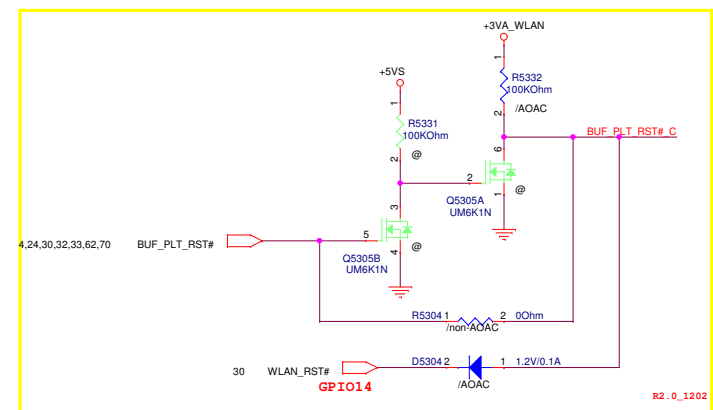 +3VA_WLAN
1
+5VS
R5332
100KOhm
1
2
/AOAC
R5331
100KOhm
BUF_PLT_RST#_C
6
2
@
2
1
@
3
Q5305A
UM6K1N
4,24,30,32,33,62,70
BUF_PLT_RST#
5
4
@
Q5305B
UM6K1N
R5304 1
2
0Ohm
/non-AOAC
30
WLAN_RST#
D5304 2
1
1.2V/0.1A
GPIO14
/AOAC
R2.0_1202